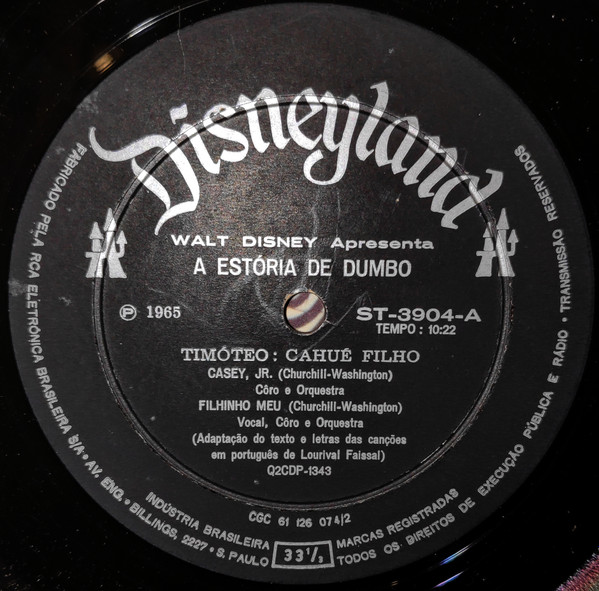 Disneyland
WALT DISNEY Apresenta
A ESTÓRIA DE DUMBO
℗ 1965
ST-3904-A
TEMPO : 10:22
TIMÓTEO : CAHUÊ FILHO
CASEY, JR. (Churchill-Washington)
Côro e Orquestra
FILHINHO MEU (Churchill-Washington)
Vocal, Côro e Orquestra
(Adaptação do texto e letras das canções
em português de Lourival Faissal)
Q2CDP-1343
CGC 61 126 074/2
INDÚSTRIA BRASILEIRA
33 1/3
MARCAS REGISTRADAS
FABRICADO PELA RCA ELETRÔNICA BRASILEIRA S/A • AV. ENG. BILLINGS, 2227 • S. PAULO
TODOS OS DIREITOS DE EXECUÇÃO PÚBLICA E RÁDIO • TRANSMISSÃO RESERVADOS